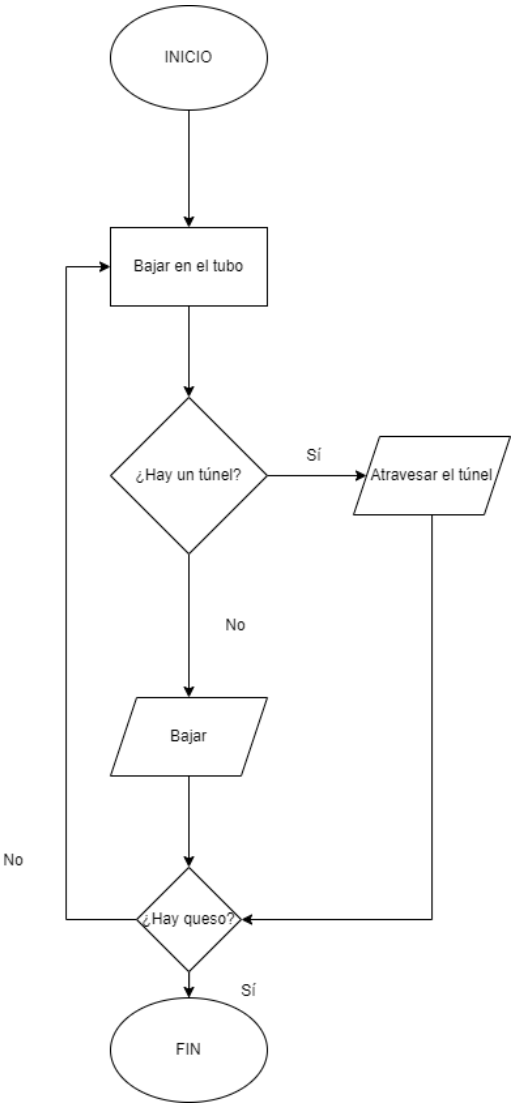 INICIO
Bajar en el tubo
¿Hay un túnel?
Sí
Atravesar el túnel
No
Bajar
No
¿Hay queso?
Sí
FIN